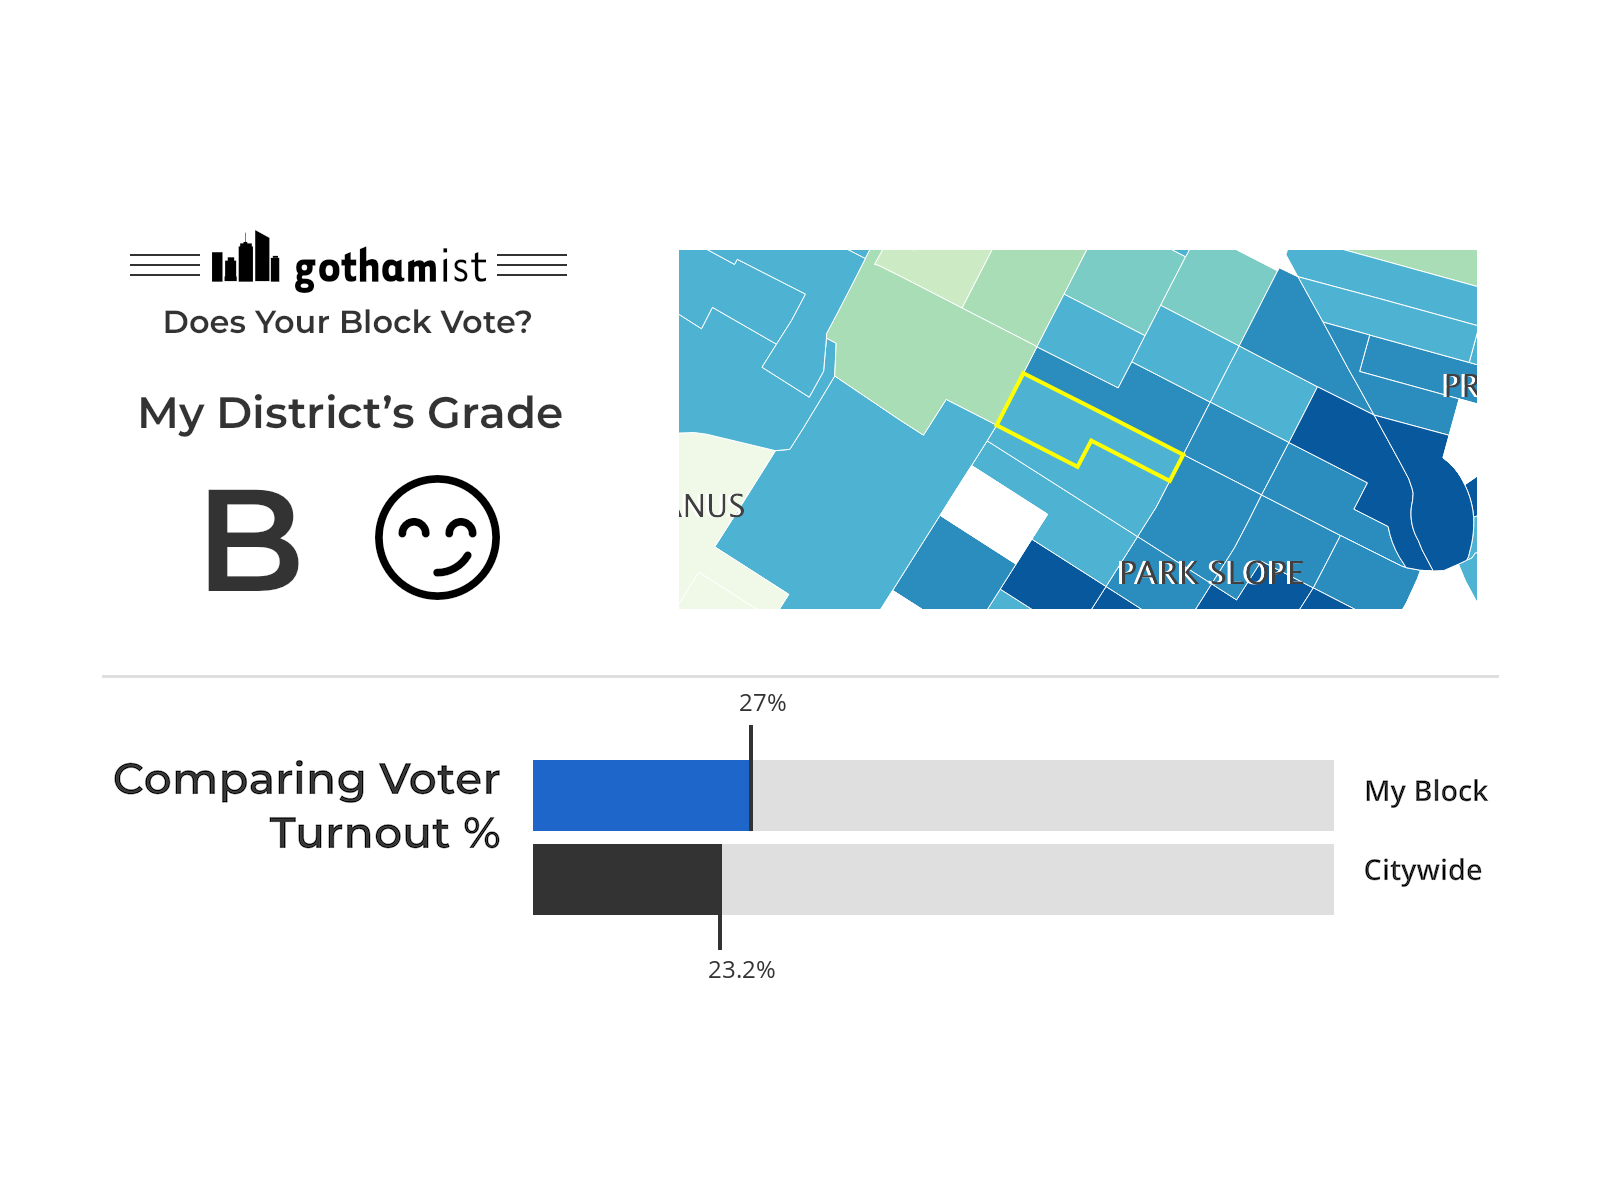 gothamist
Does Your Block Vote?
My District's Grade
B
PR
ANUS
PARK SLOPE
27%
Comparing Voter
Turnout %
My Block
Citywide
23.2%